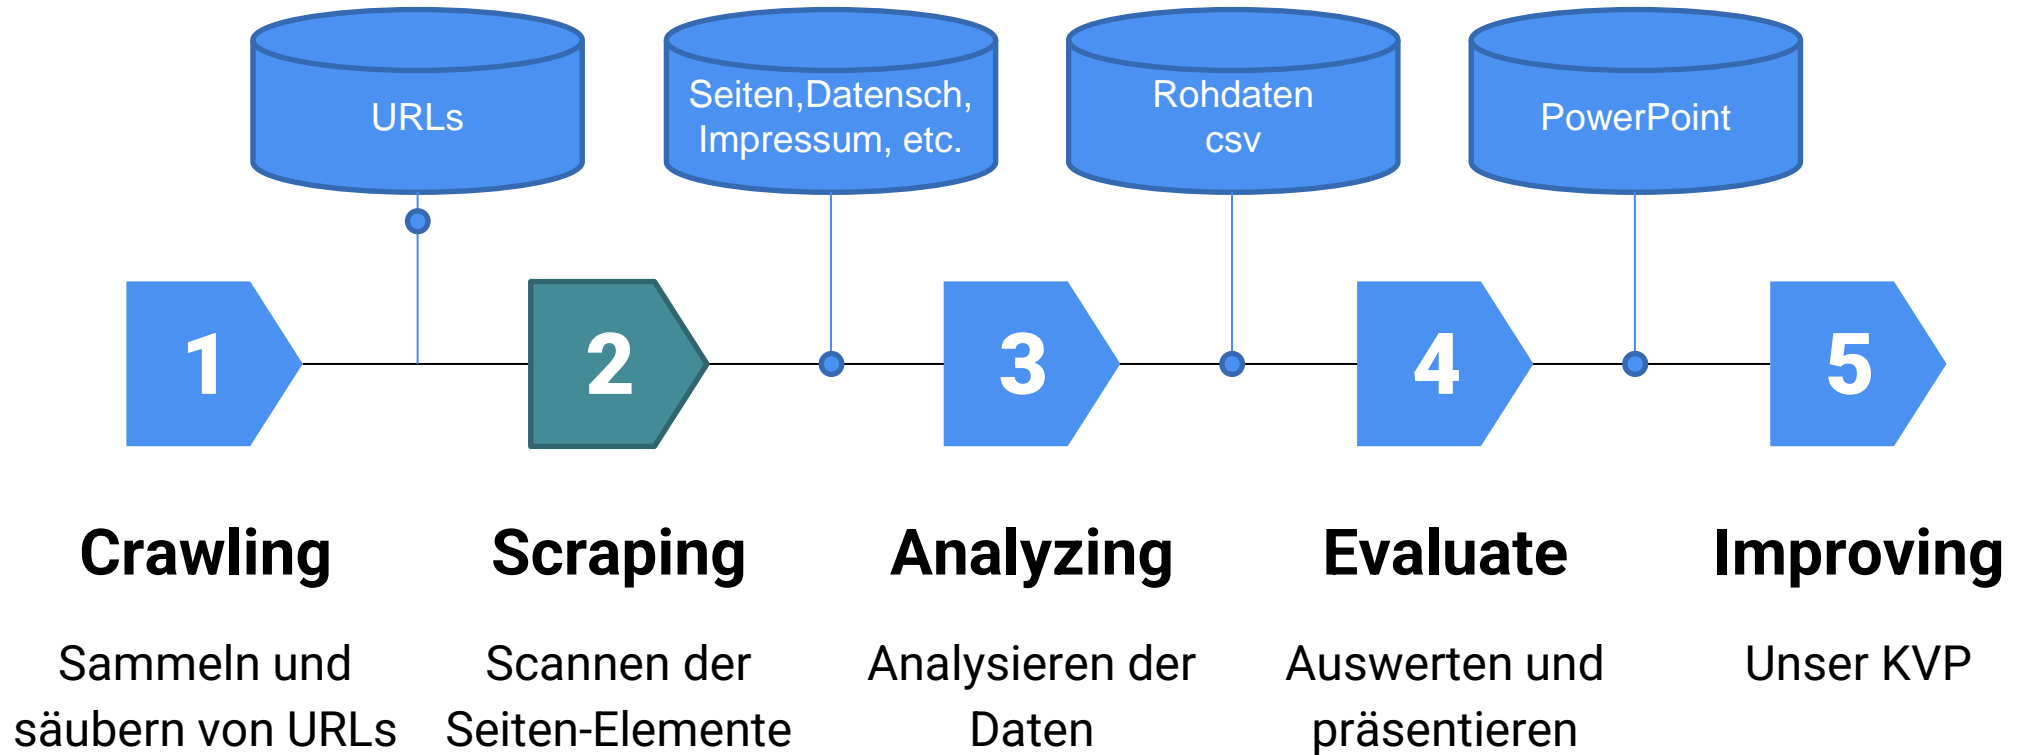 URLs
Seiten,Datensch,
Impressum, etc.
Rohdaten
csv
PowerPoint
1
2
3
4
5
Crawling
Sammeln und
säubern von URLs
Scraping
Scannen der
Seiten-Elemente
Analyzing
Analysieren der
Daten
Evaluate
Auswerten und
präsentieren
Improving
Unser KVP